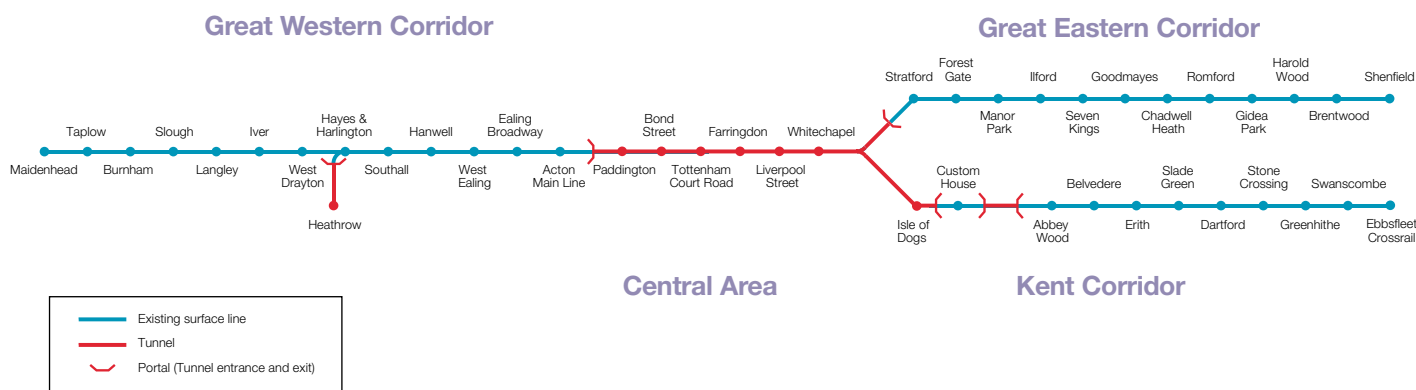 Great Western Corridor
Great Eastern Corridor
Taplow
Slough
Iver
Hayes &
Harlington
Hanwell
Ealing
Broadway
Bond
Street
Farringdon
Whitechapel
Maidenhead
Burnham
Langley
West
Drayton
Southall
West
Ealing
Acton
Main Line
Paddington
Tottenham
Court Road
Liverpool
Street
Heathrow
Stratford
Forest
Gate
Ilford
Goodmayes
Romford
Harold
Wood
Shenfield
Manor
Park
Seven
Kings
Chadwell
Heath
Gidea
Park
Brentwood
Custom
House
Belvedere
Slade
Green
Stone
Crossing
Swanscombe
Isle of
Dogs
Abbey
Wood
Erith
Dartford
Greenhithe
Ebbsfleet
Crossrail
Central Area
Kent Corridor
Existing surface line
Tunnel
Portal (Tunnel entrance and exit)